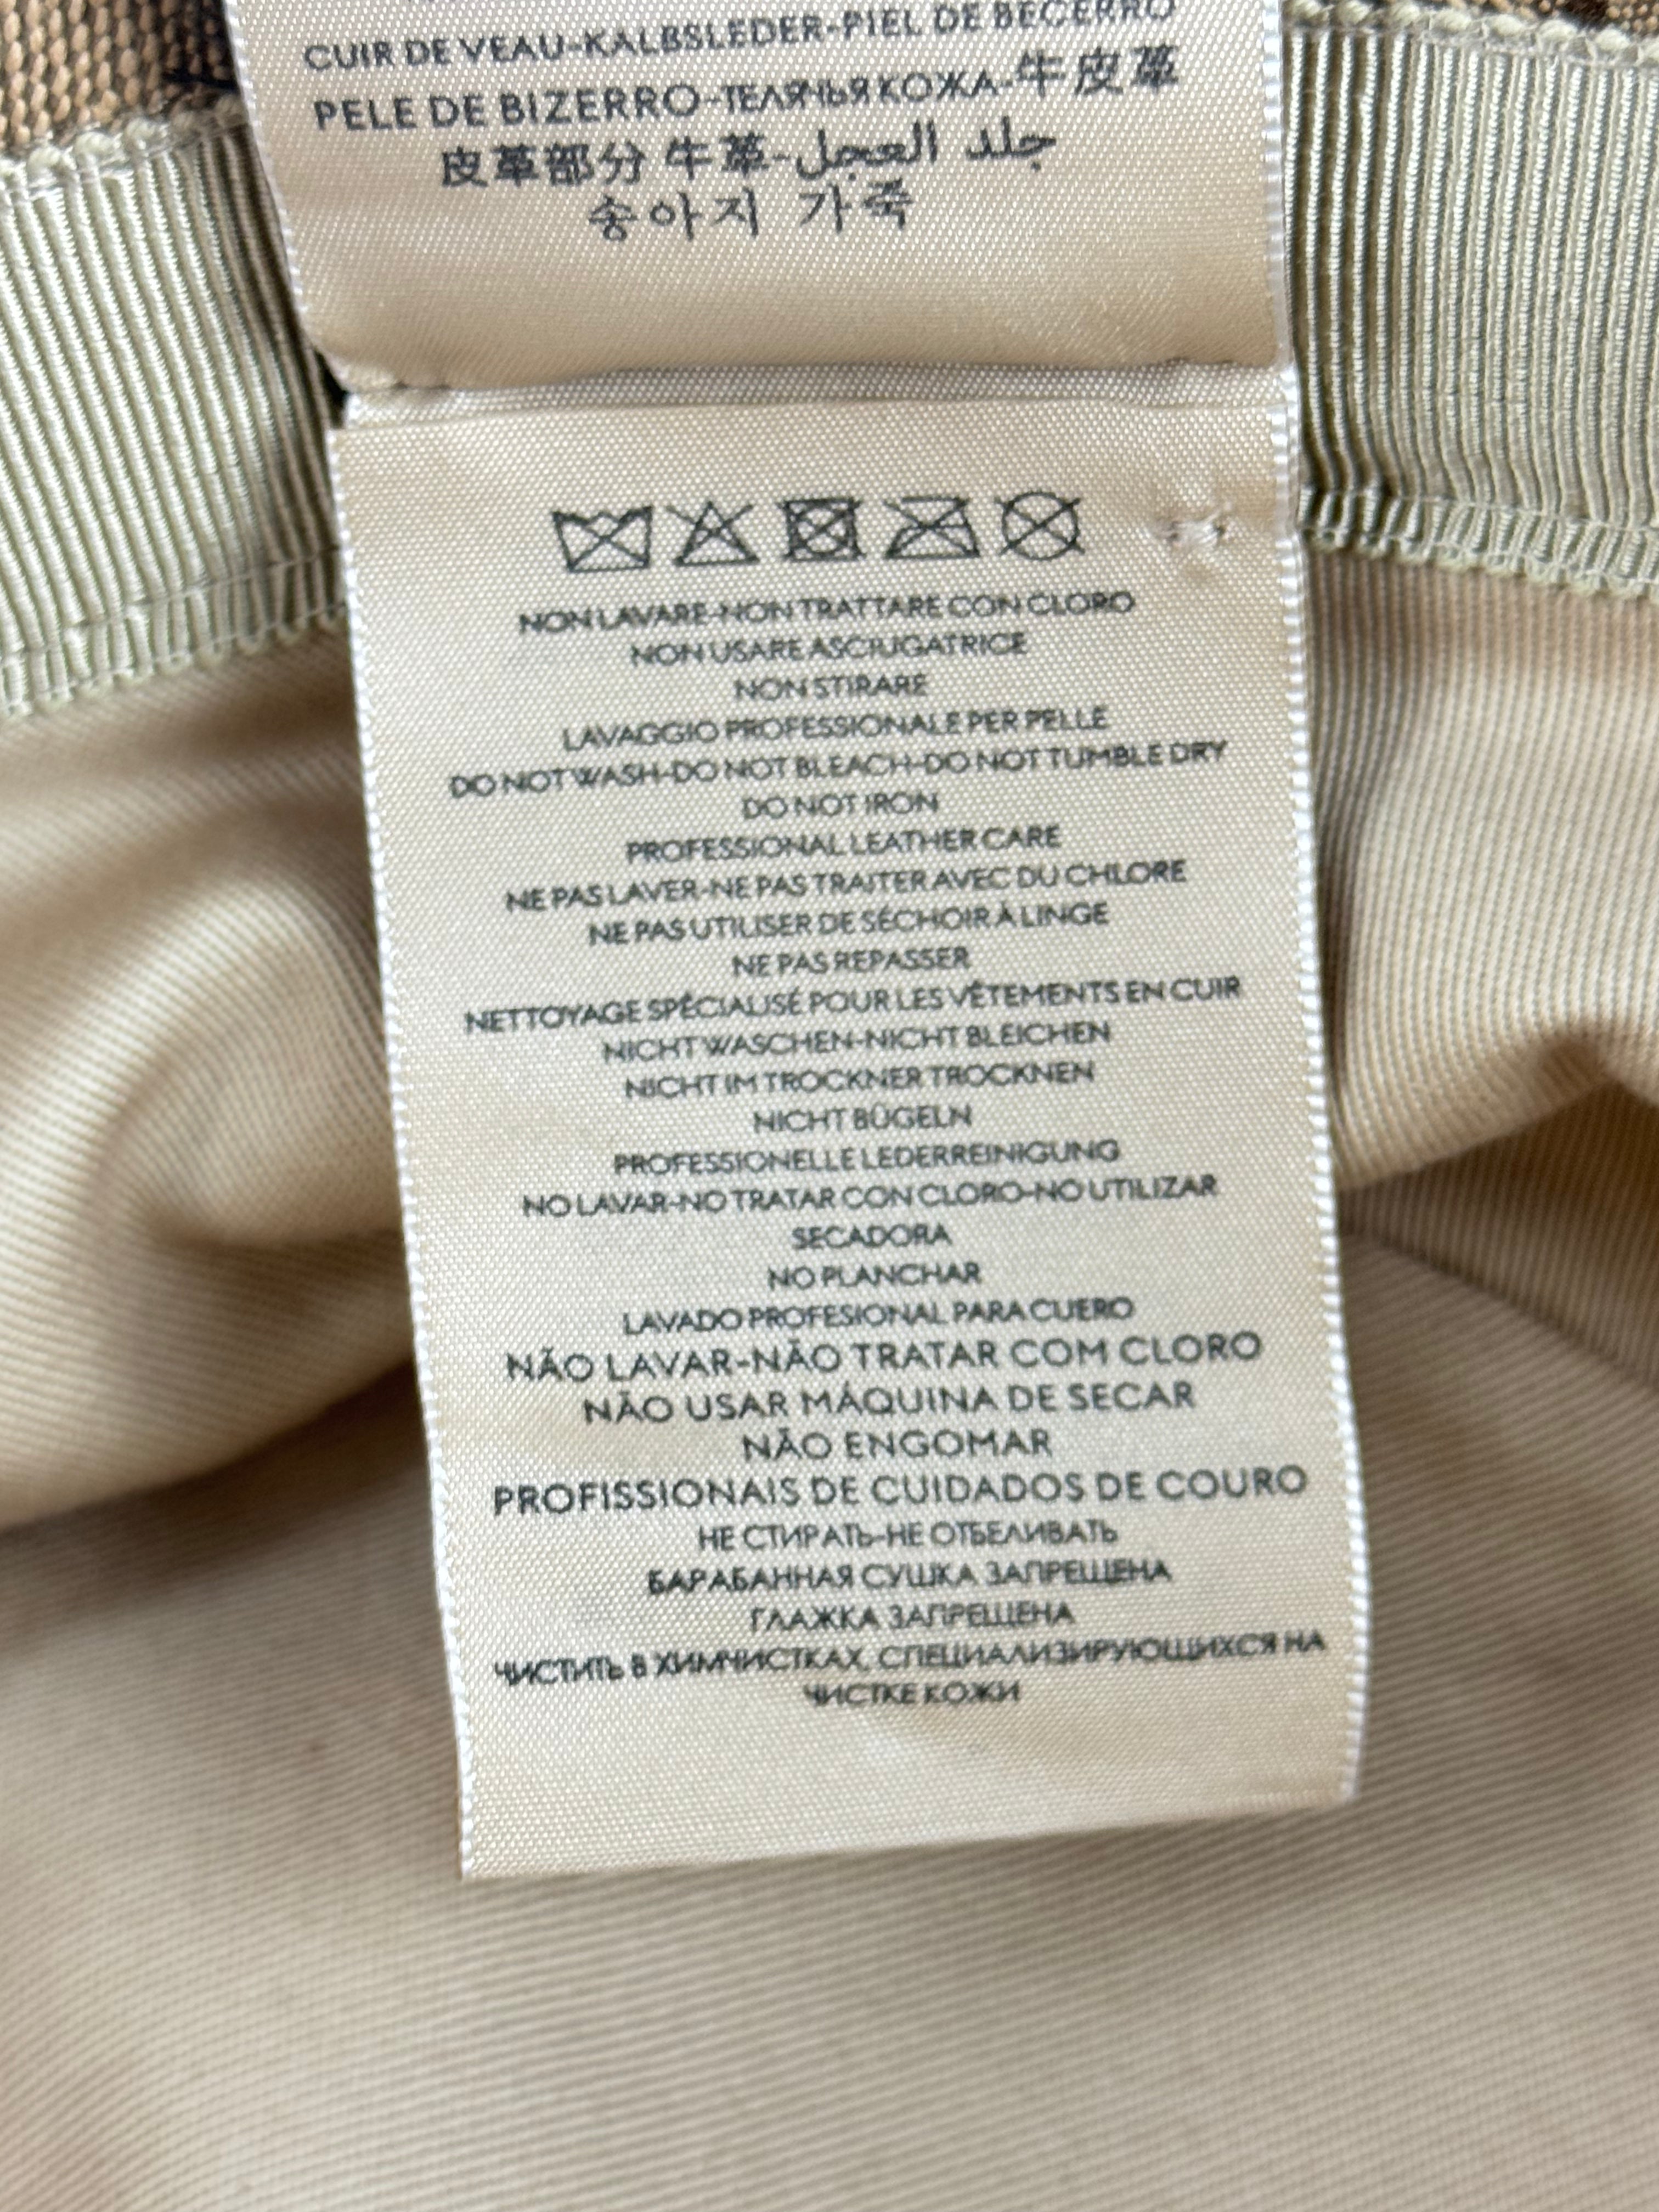 CUIR DE VEAU-KALBSLEDER-PIEL DE BECERRO
PELE DE BIZERRO-ТЕЛЯЧЬЯ КОЖА-牛皮革
皮革部分 牛革-جلد العجل
송아지 가죽
NON LAVARE-NON TRATTARE CON CLORO
NON USARE ASCIUGATRICE
NON STIRARE
LAVAGGIO PROFESSIONALE PER PELLE
DO NOT WASH-DO NOT BLEACH-DO NOT TUMBLE DRY
DO NOT IRON
PROFESSIONAL LEATHER CARE
NE PAS LAVER-NE PAS TRAITER AVEC DU CHLORE
NE PAS UTILISER DE SÉCHOIR À LINGE
NE PAS REPASSER
NETTOYAGE SPÉCIALISÉ POUR LES VÊTEMENTS EN CUIR
NICHT WASCHEN-NICHT BLEICHEN
NICHT IM TROCKNER TROCKNEN
NICHT BÜGELN
PROFESSIONELLE LEDERREINIGUNG
NO LAVAR-NO TRATAR CON CLORO-NO UTILIZAR
SECADORA
NO PLANCHAR
LAVADO PROFESIONAL PARA CUERO
NÃO LAVAR-NÃO TRATAR COM CLORO
NÃO USAR MÁQUINA DE SECAR
NÃO ENGOMAR
PROFISSIONAIS DE CUIDADOS DE COURO
НЕ СТИРАТЬ-НЕ ОТБЕЛИВАТЬ
БАРАБАННАЯ СУШКА ЗАПРЕЩЕНА
ГЛАЖКА ЗАПРЕЩЕНА
ЧИСТИТЬ В ХИМЧИСТКАХ, СПЕЦИАЛИЗИРУЮЩИХСЯ НА
ЧИСТКЕ КОЖИ